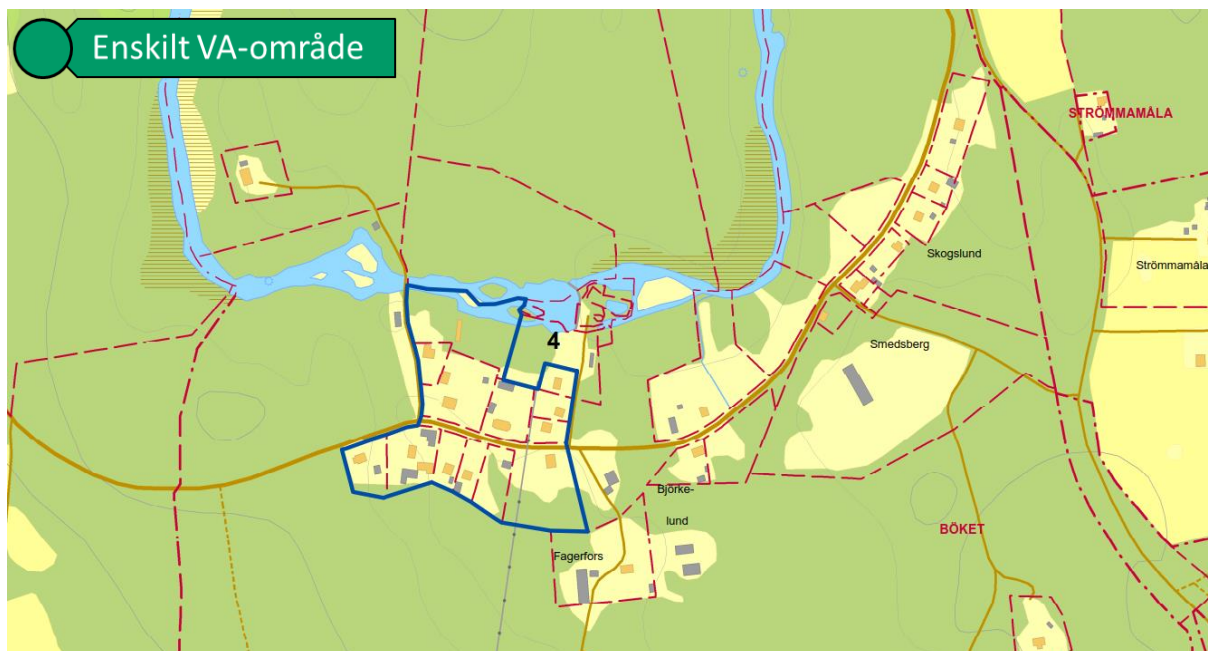 Enskilt VA-område
STRÖMMAMÅLA
Skogslund
Strömmamåla
4
Smedsberg
Björke-
lund
BÖKET
Fagerfors